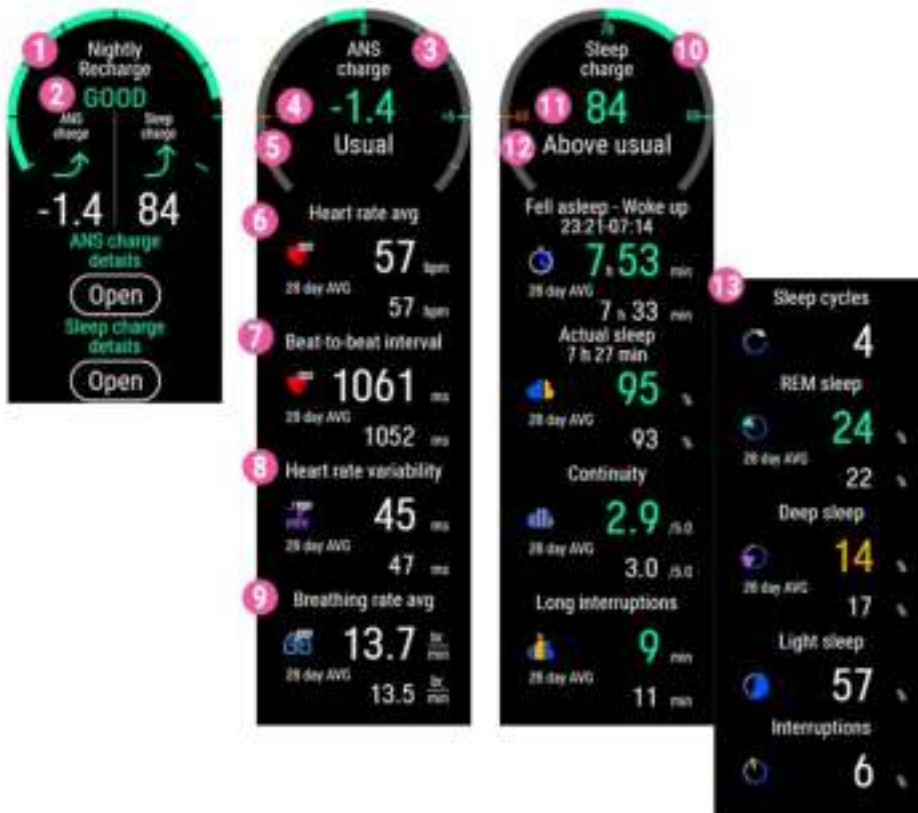 1
Nightly
Recharge
2
GOOD
ANS
charge
Sleep
charge
-1.4
84
ANS charge
details
Open
Sleep charge
details
Open
3
ANS
charge
4
-1.4
5
Usual
6
Heart rate avg
57 bpm
28 day AVG
57 bpm
7
Beat-to-beat interval
1061 ms
28 day AVG
1052 ms
8
Heart rate variability
45 ms
28 day AVG
47 ms
9
Breathing rate avg
13.7 br/min
28 day AVG
13.5 br/min
10
Sleep
charge
11
84
12
Above usual
Fell asleep - Woke up
23:21-07:14
7 h 53 min
28 day AVG
7 h 33 min
Actual sleep
7 h 27 min
95 %
28 day AVG
93 %
Continuity
2.9 /5.0
28 day AVG
3.0 /5.0
Long interruptions
9 min
28 day AVG
11 min
13
Sleep cycles
4
REM sleep
24 %
28 day AVG
22 %
Deep sleep
14 %
28 day AVG
17 %
Light sleep
57 %
Interruptions
6 %